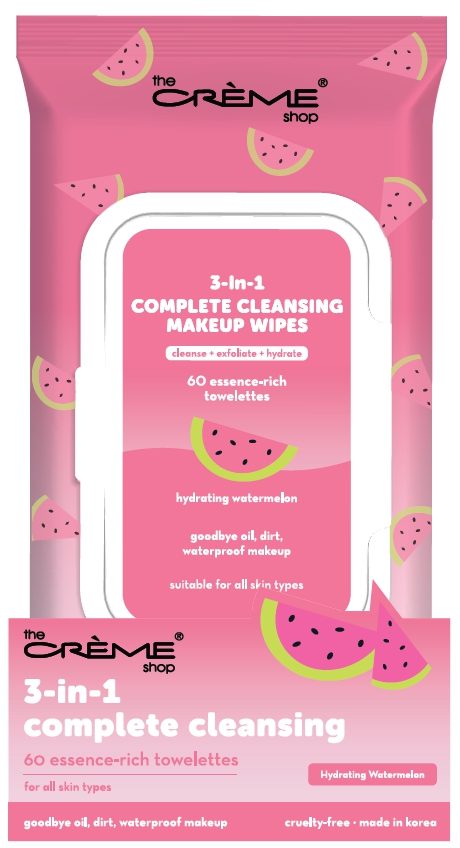 the
CRÈME®
shop
3-in-1
COMPLETE CLEANSING
MAKEUP WIPES
cleanse + exfoliate + hydrate
60 essence-rich
towelettes
hydrating watermelon
goodbye oil, dirt,
waterproof makeup
suitable for all skin types
the
CRÈME®
shop
3-in-1
complete cleansing
60 essence-rich towelettes
for all skin types
Hydrating Watermelon
goodbye oil, dirt, waterproof makeup
cruelty-free · made in korea